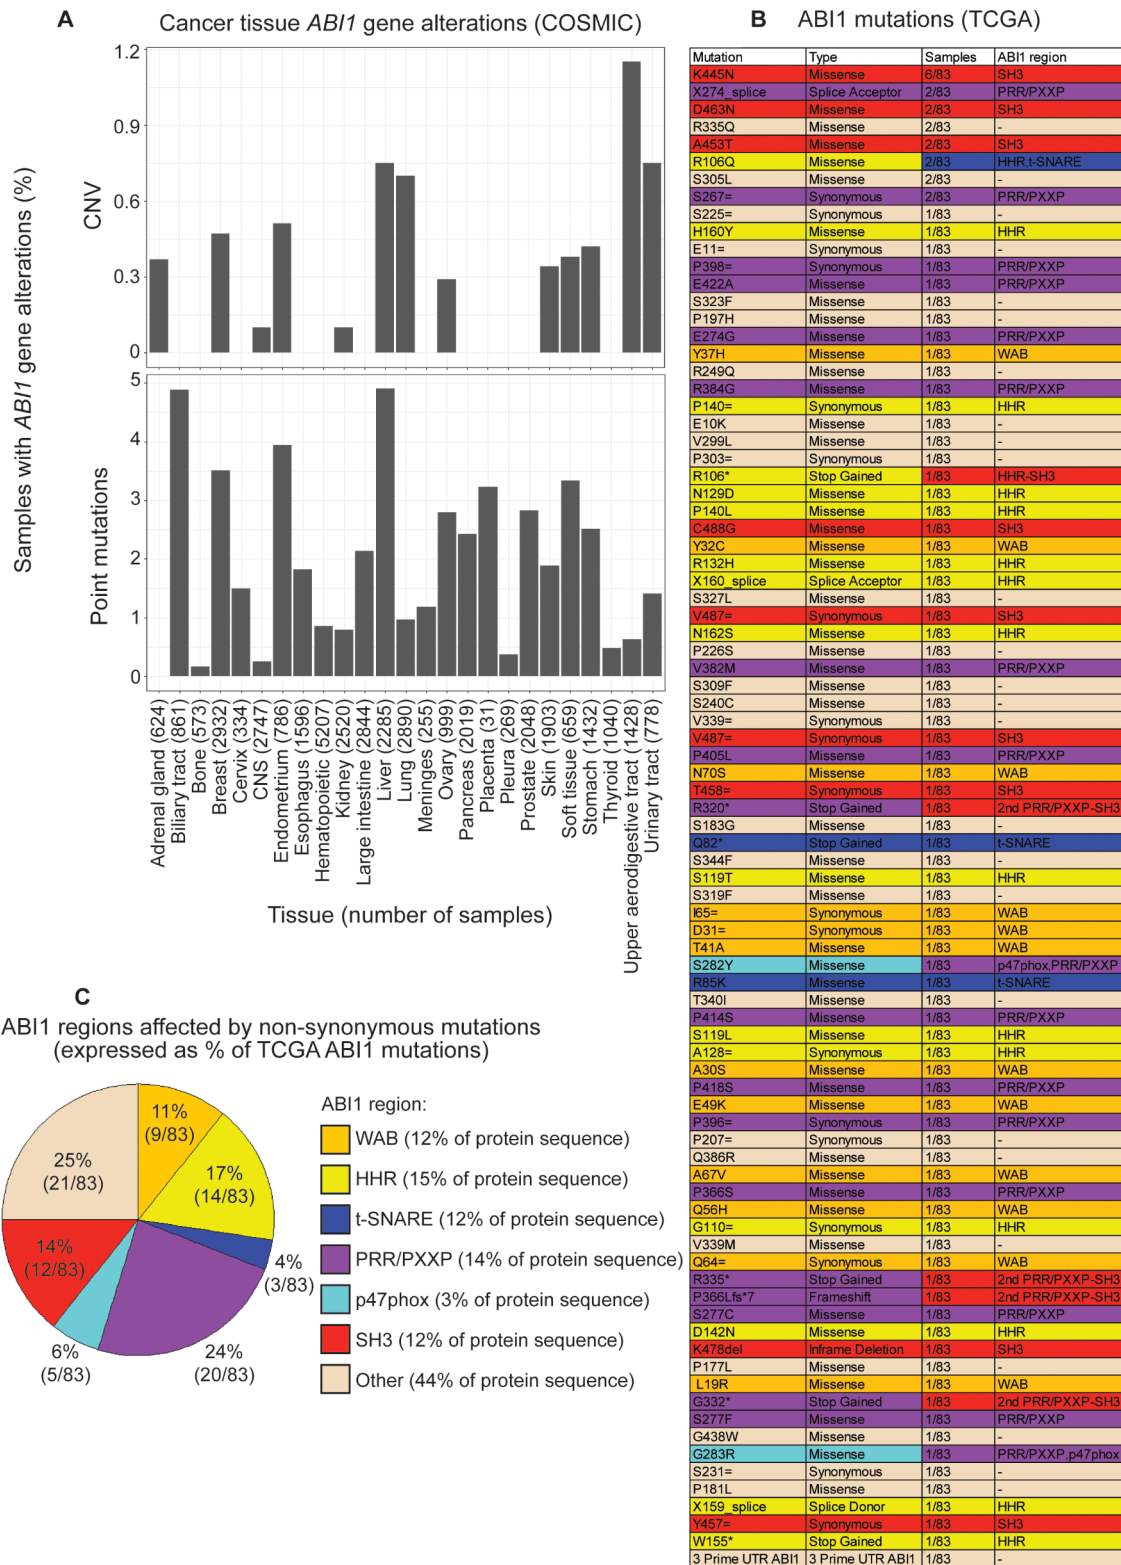 A
Cancer tissue ABI1 gene alterations (COSMIC)
Samples with ABI1 gene alterations (%)
CNV
1.2
0.9
0.6
0.3
0
Point mutations
5
4
3
2
1
0
Adrenal gland (624)
Biliary tract (861)
Bone (573)
Breast (2932)
Cervix (334)
CNS (2747)
Endometrium (786)
Esophagus (1596)
Hematopoietic (5207)
Kidney (2520)
Large intestine (2844)
Liver (2285)
Lung (2890)
Meninges (255)
Ovary (999)
Pancreas (2019)
Placenta (31)
Pleura (269)
Prostate (2048)
Skin (1903)
Soft tissue (659)
Stomach (1432)
Thyroid (1040)
Upper aerodigestive tract (1428)
Urinary tract (778)
Tissue (number of samples)
B
ABI1 mutations (TCGA)
Mutation Type Samples ABI1 region
K445N Missense 6/83 SH3
X274_splice Splice Acceptor 2/83 PRR/PXXP
D463N Missense 2/83 SH3
R335Q Missense 2/83 -
A453T Missense 2/83 SH3
R106Q Missense 2/83 HHR,t-SNARE
S305L Missense 2/83 -
S267= Synonymous 2/83 PRR/PXXP
S225= Synonymous 1/83 -
H160Y Missense 1/83 HHR
E11= Synonymous 1/83 -
P398= Synonymous 1/83 PRR/PXXP
E422A Missense 1/83 PRR/PXXP
S323F Missense 1/83 -
P197H Missense 1/83 -
E274G Missense 1/83 PRR/PXXP
Y37H Missense 1/83 WAB
R249Q Missense 1/83 -
R384G Missense 1/83 PRR/PXXP
P140= Synonymous 1/83 HHR
E10K Missense 1/83 -
V299L Missense 1/83 -
P303= Synonymous 1/83 -
R106* Stop Gained 1/83 HHR-SH3
N129D Missense 1/83 HHR
P140L Missense 1/83 HHR
C488G Missense 1/83 SH3
Y32C Missense 1/83 WAB
R132H Missense 1/83 HHR
X160_splice Splice Acceptor 1/83 HHR
S327L Missense 1/83 -
V487= Synonymous 1/83 SH3
N162S Missense 1/83 HHR
P226S Missense 1/83 -
V382M Missense 1/83 PRR/PXXP
S309F Missense 1/83 -
S240C Missense 1/83 -
V339= Synonymous 1/83 -
V487= Synonymous 1/83 SH3
P405L Missense 1/83 PRR/PXXP
N70S Missense 1/83 WAB
T458= Synonymous 1/83 SH3
R320* Stop Gained 1/83 2nd PRR/PXXP-SH3
S183G Missense 1/83 -
Q82* Stop Gained 1/83 t-SNARE
S344F Missense 1/83 -
S119T Missense 1/83 HHR
S319F Missense 1/83 -
I65= Synonymous 1/83 WAB
D31= Synonymous 1/83 WAB
T41A Missense 1/83 WAB
S282Y Missense 1/83 p47phox,PRR/PXXP
R85K Missense 1/83 t-SNARE
T340I Missense 1/83 -
P414S Missense 1/83 PRR/PXXP
S119L Missense 1/83 HHR
A128= Synonymous 1/83 HHR
A30S Missense 1/83 WAB
P418S Missense 1/83 PRR/PXXP
E49K Missense 1/83 WAB
P396= Synonymous 1/83 PRR/PXXP
P207= Synonymous 1/83 -
Q386R Missense 1/83 -
A67V Missense 1/83 WAB
P366S Missense 1/83 PRR/PXXP
Q56H Missense 1/83 WAB
G110= Synonymous 1/83 HHR
V339M Missense 1/83 -
Q64= Synonymous 1/83 WAB
R335* Stop Gained 1/83 2nd PRR/PXXP-SH3
P366Lfs*7 Frameshift 1/83 2nd PRR/PXXP-SH3
S277C Missense 1/83 PRR/PXXP
D142N Missense 1/83 HHR
K478del Inframe Deletion 1/83 SH3
P177L Missense 1/83 -
L19R Missense 1/83 WAB
G332* Stop Gained 1/83 2nd PRR/PXXP-SH3
S277F Missense 1/83 PRR/PXXP
G438W Missense 1/83 -
G283R Missense 1/83 PRR/PXXP,p47phox
S231= Synonymous 1/83 -
P181L Missense 1/83 -
X159_splice Splice Donor 1/83 HHR
Y457= Synonymous 1/83 SH3
W155* Stop Gained 1/83 HHR
3 Prime UTR ABI1 3 Prime UTR ABI1 1/83 -
C
ABI1 regions affected by non-synonymous mutations
(expressed as % of TCGA ABI1 mutations)
11%
(9/83)
17%
(14/83)
4%
(3/83)
24%
(20/83)
6%
(5/83)
14%
(12/83)
25%
(21/83)
ABI1 region:
WAB (12% of protein sequence)
HHR (15% of protein sequence)
t-SNARE (12% of protein sequence)
PRR/PXXP (14% of protein sequence)
p47phox (3% of protein sequence)
SH3 (12% of protein sequence)
Other (44% of protein sequence)